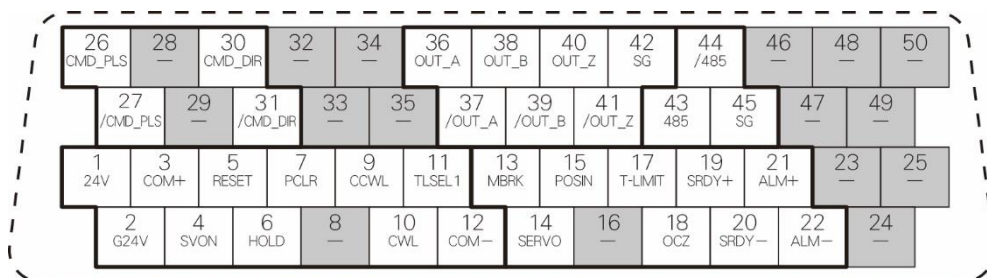 26 28 30 32 34 36 38 40 42 44 46 48 50
CMD_PLS — CMD_DIR — — OUT_A OUT_B OUT_Z SG /485 — — —
27 29 31 33 35 37 39 41 43 45 47 49
/CMD_PLS — /CMD_DIR — — /OUT_A /OUT_B /OUT_Z 485 SG — —
1 3 5 7 9 11 13 15 17 19 21 23 25
24V COM+ RESET PCLR CCWL TLSEL1 MBRK POSIN T-LIMIT SRDY+ ALM+ — —
2 4 6 8 10 12 14 16 18 20 22 24
G24V SVON HOLD — CWL COM− SERVO — OCZ SRDY− ALM− —